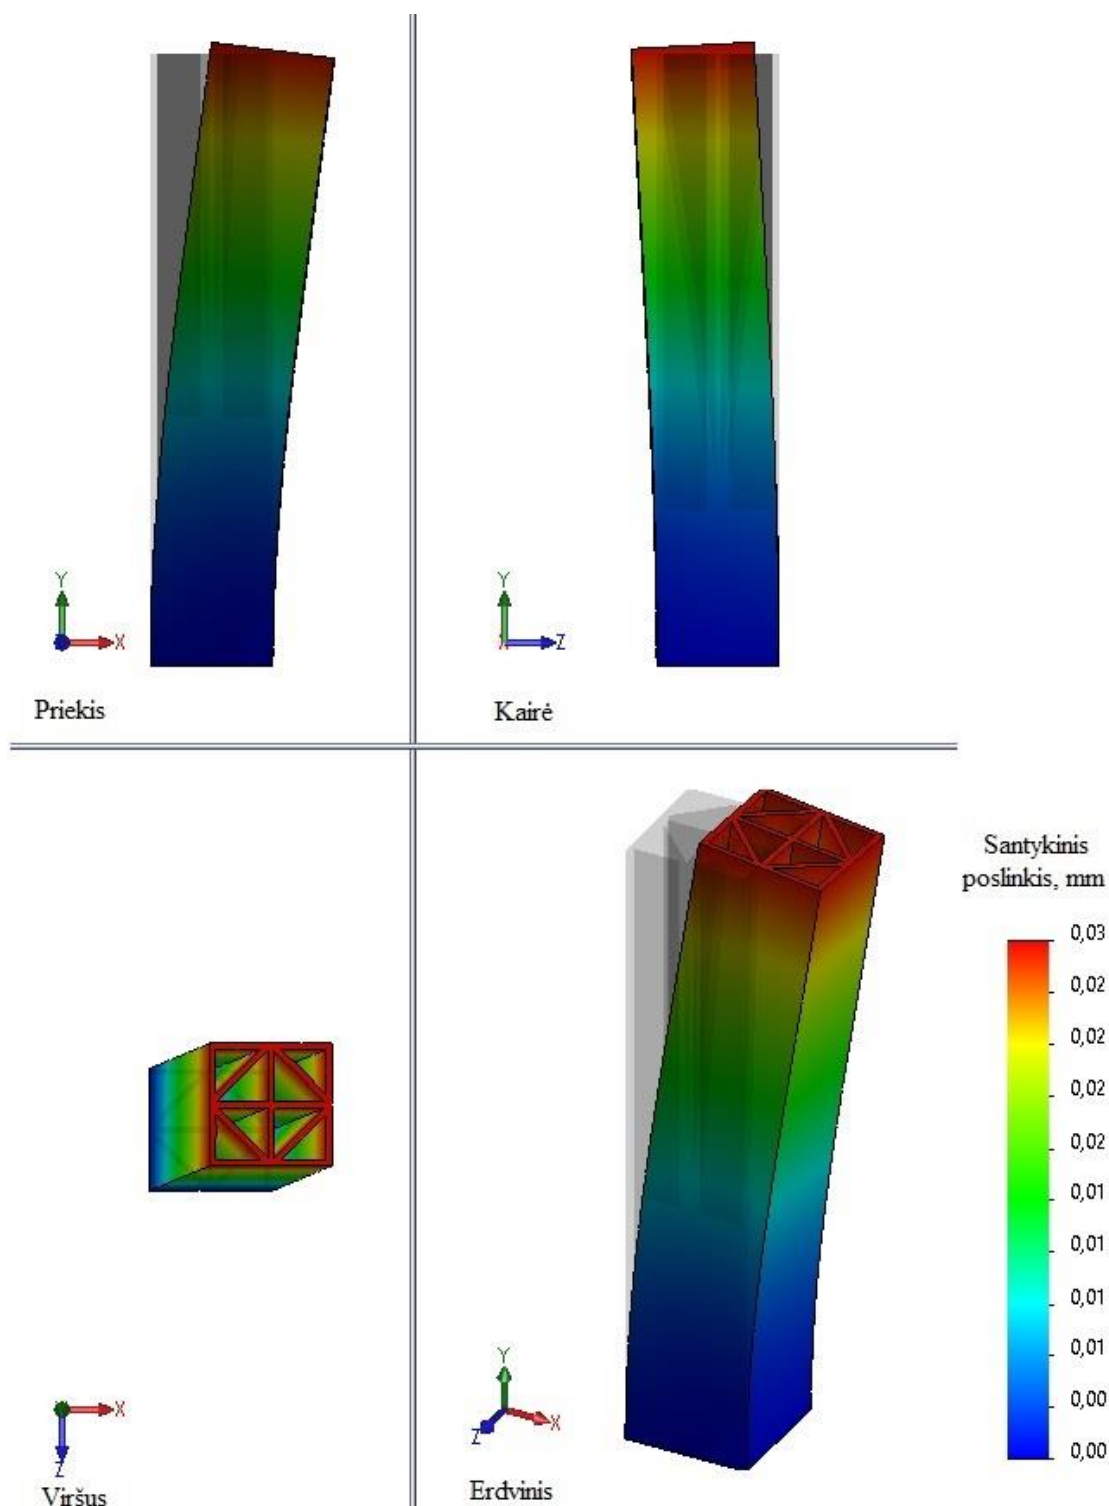 Y
X
Priekis
Y
X
Z
Kairė
X
Z
Viršus
Y
Z
X
Erdvinis
Santykinis
poslinkis, mm
0,03
0,02
0,02
0,02
0,02
0,01
0,01
0,01
0,01
0,00
0,00